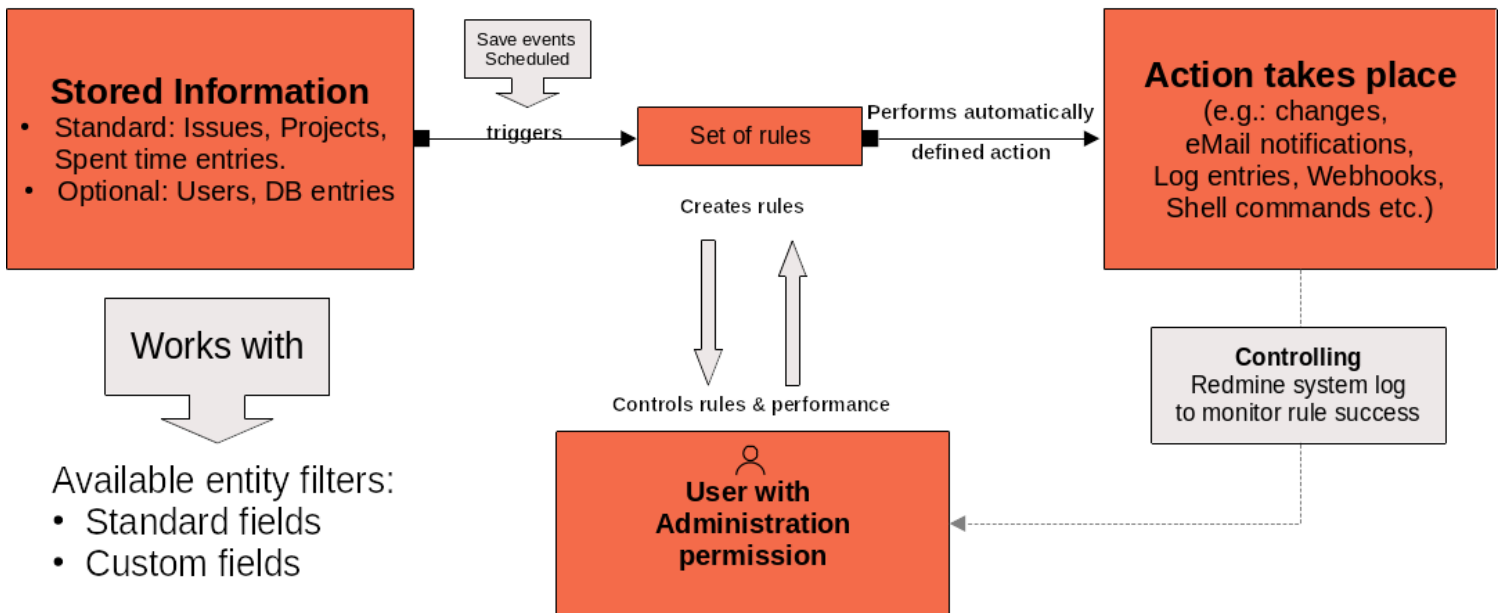 Stored Information
• Standard: Issues, Projects,
Spent time entries.
• Optional: Users, DB entries
Save events
Scheduled
triggers
Set of rules
Performs automatically
defined action
Action takes place
(e.g.: changes,
eMail notifications,
Log entries, Webhooks,
Shell commands etc.)
Works with
Available entity filters:
• Standard fields
• Custom fields
Creates rules
Controls rules & performance
User with
Administration
permission
Controlling
Redmine system log
to monitor rule success